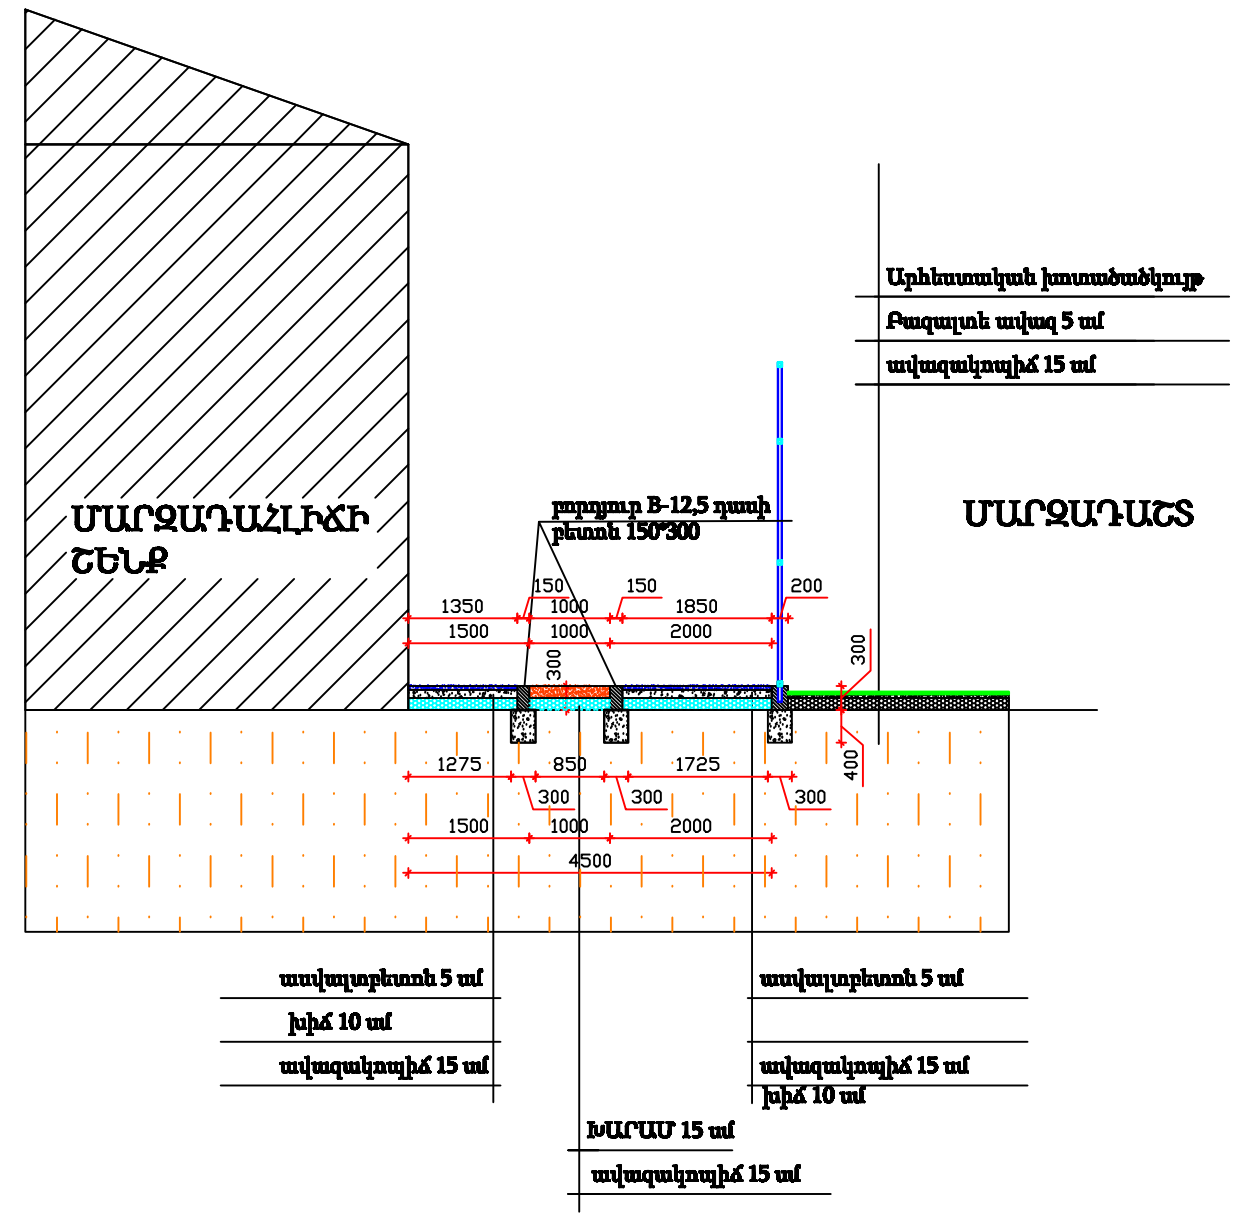 Արհեստական խոտածածկույթ
Բազալտե ավազ 5 սմ
ավազակոպիճ 15 սմ
ՄԱՐԶԱԴԱՀԼԻՃԻ
ՇԵՆՔ
ՄԱՐԶԱԴԱՇՏ
բորդյուր B-12,5 դասի
բետոն 150*300
150 150 200
1350 1000 1850
1500 1000 2000
300
300
400
1275 850 1725
300 300 300
1500 1000 2000
4500
ասվալտբետոն 5 սմ
խիճ 10 սմ
ավազակոպիճ 15 սմ
ասվալտբետոն 5 սմ
ավազակոպիճ 15 սմ
խիճ 10 սմ
ԽԱՐԱՄ 15 սմ
ավազակոպիճ 15 սմ